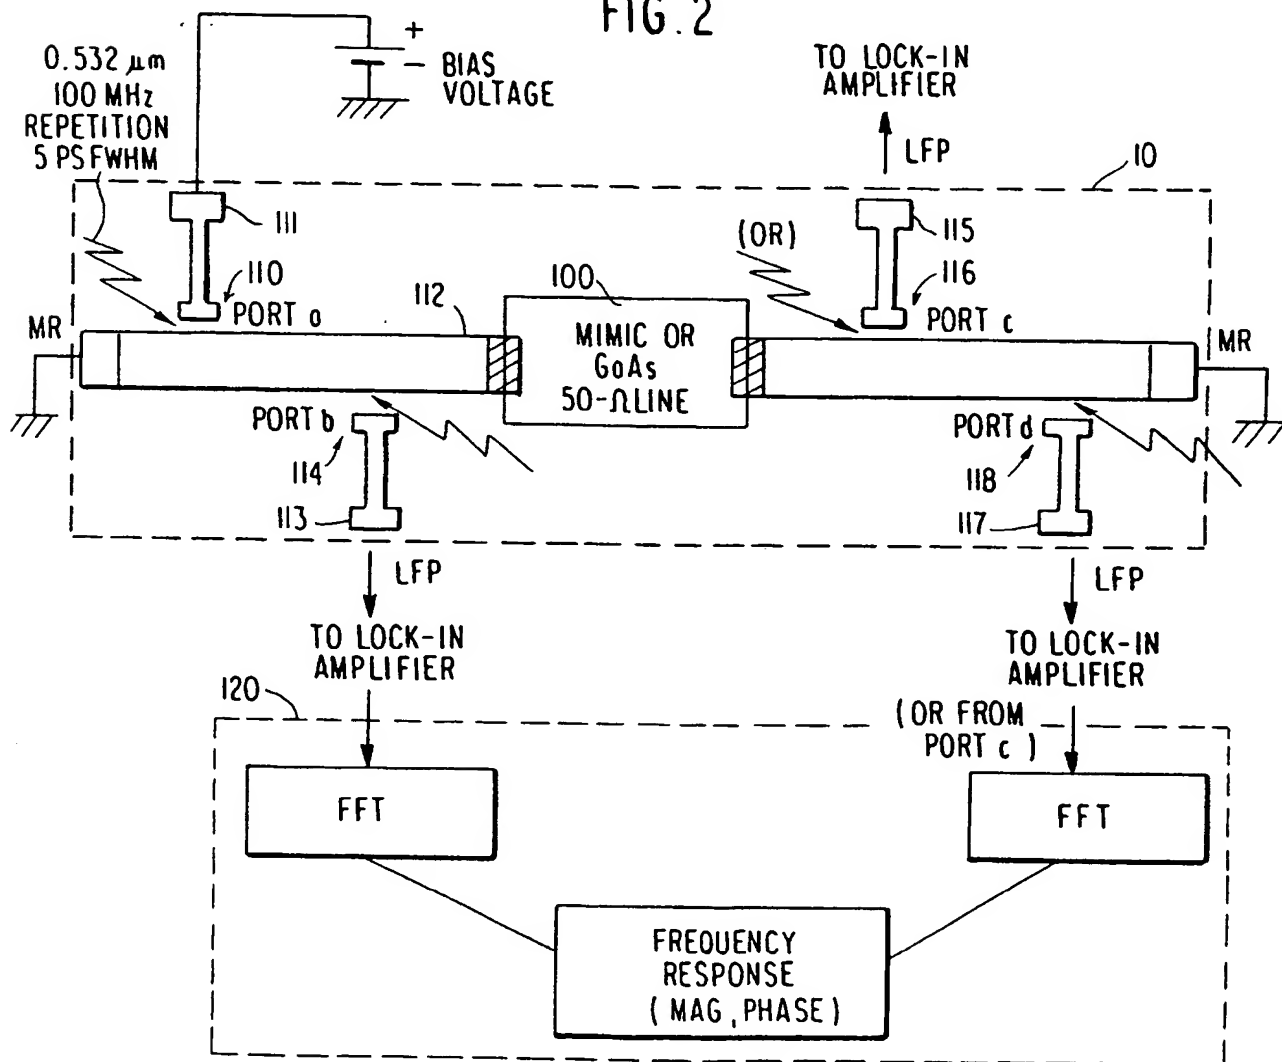 FIG. 2
0.532 µm
100 MHz
REPETITION
5 PS FWHM
+
−
BIAS
VOLTAGE
TO LOCK-IN
AMPLIFIER
LFP
10
111
110
PORT a
MR
112
100
MIMIC OR
GaAs
50-ΩLINE
(OR)
115
116
PORT c
MR
PORT b
114
113
PORT d
118
117
LFP
TO LOCK-IN
AMPLIFIER
LFP
TO LOCK-IN
AMPLIFIER
120
(OR FROM
PORT c)
FFT
FFT
FREQUENCY
RESPONSE
(MAG, PHASE)